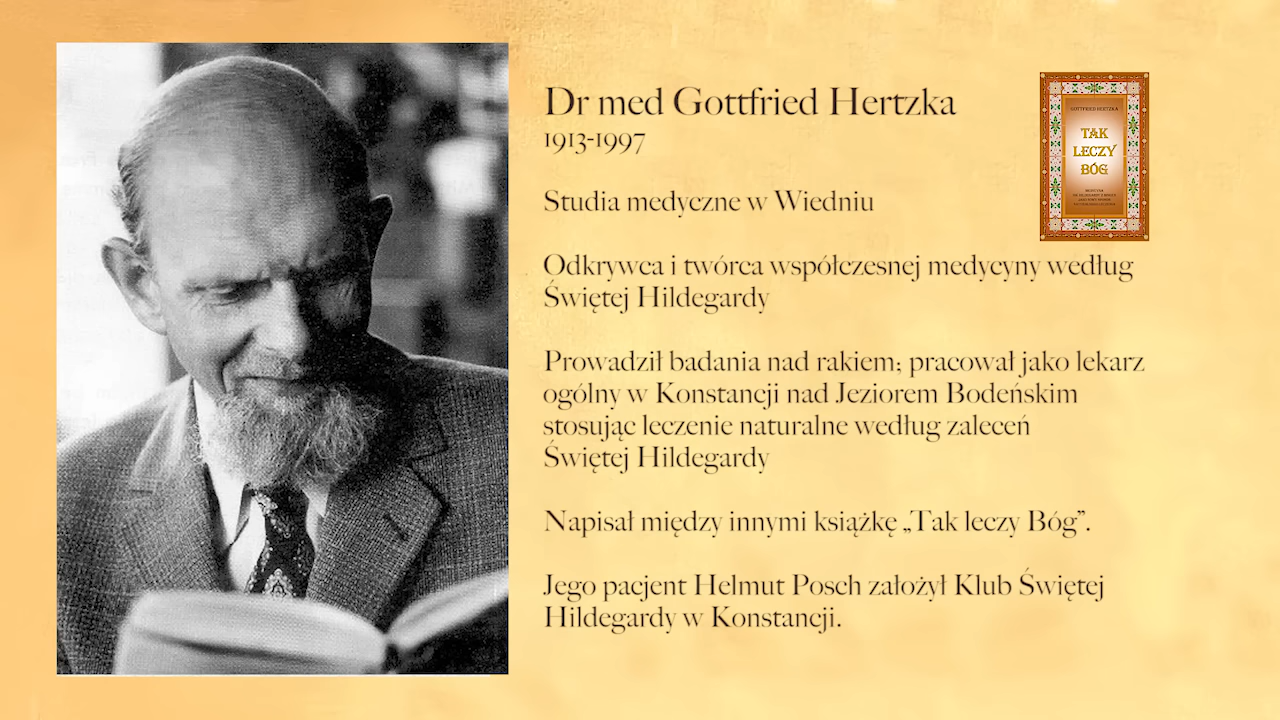 Dr med Gottfried Hertzka
1913-1997
Studia medyczne w Wiedniu
Odkrywca i twórca współczesnej medycyny według
Świętej Hildegardy
Prowadził badania nad rakiem; pracował jako lekarz
ogólny w Konstancji nad Jeziorem Bodeńskim
stosując leczenie naturalne według zaleceń
Świętej Hildegardy
Napisał między innymi książkę „Tak leczy Bóg”.
Jego pacjent Helmut Posch założył Klub Świętej
Hildegardy w Konstancji.
GOTTFRIED HERTZKA
TAK
LECZY
BÓG